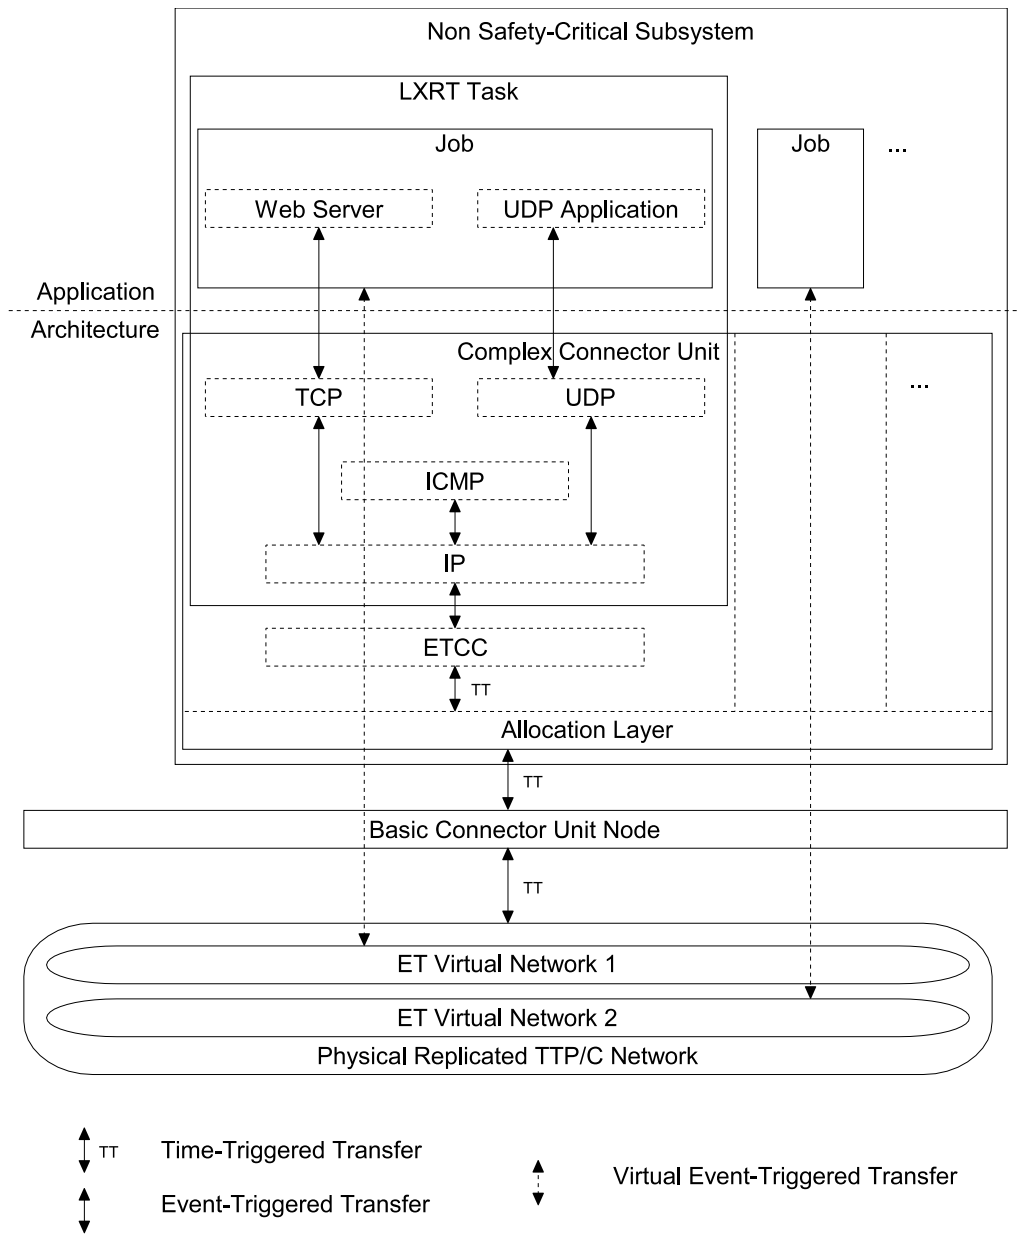 Non Safety-Critical Subsystem
LXRT Task
Job
Job
...
Web Server
UDP Application
Application
Architecture
Complex Connector Unit
...
TCP
UDP
ICMP
IP
ETCC
TT
Allocation Layer
TT
Basic Connector Unit Node
TT
ET Virtual Network 1
ET Virtual Network 2
Physical Replicated TTP/C Network
TT
Time-Triggered Transfer
Virtual Event-Triggered Transfer
Event-Triggered Transfer